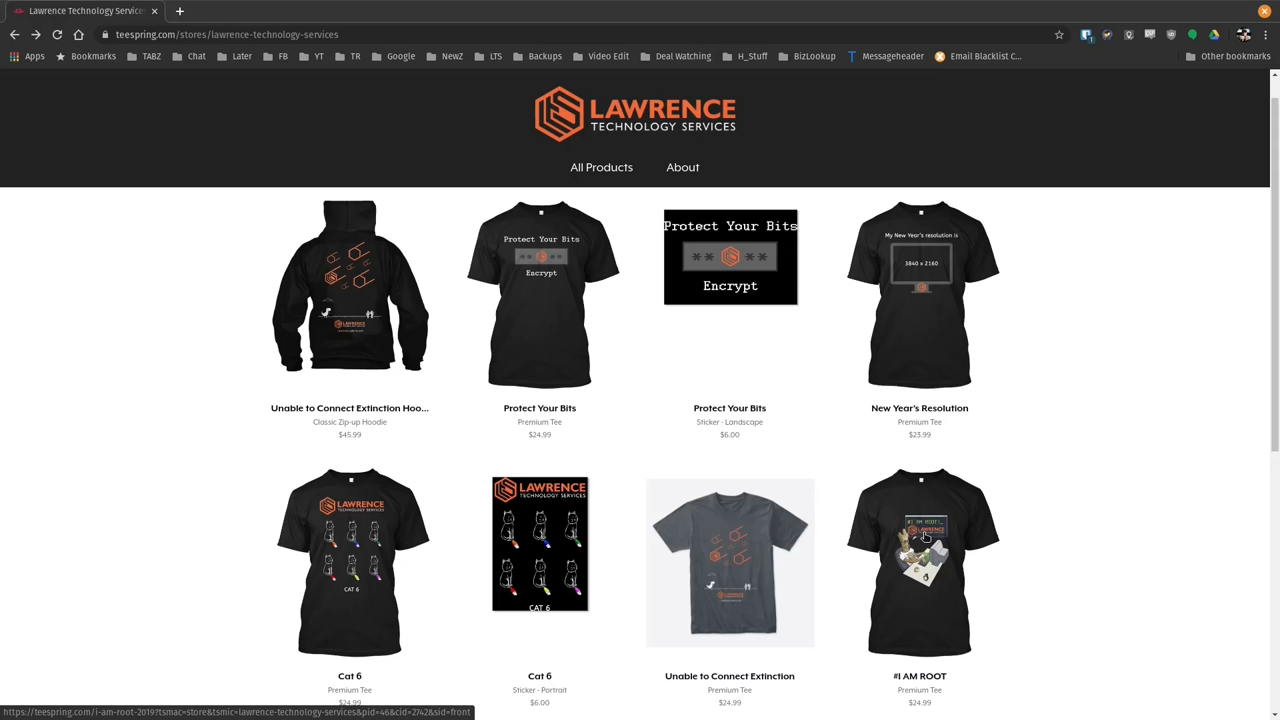 Lawrence Technology Service
teespring.com/stores/lawrence-technology-services
Apps Bookmarks TABZ Chat Later FB YT TR Google NewZ LTS Backups Video Edit Deal Watching H_Stuff BizLookup Messageheader Email Blacklist C... Other bookmarks
LAWRENCE
TECHNOLOGY SERVICES
All Products About
Protect Your Bits
** **
Encrypt
Protect Your Bits
** **
Encrypt
My New Year's resolution is
3840 x 2160
Unable to Connect Extinction Hoo... Protect Your Bits Protect Your Bits New Year's Resolution
Classic Zip-up Hoodie Premium Tee Sticker - Landscape Premium Tee
$45.99 $24.99 $6.00 $23.99
LAWRENCE
TECHNOLOGY SERVICES
CAT 6
LAWRENCE
TECHNOLOGY SERVICES
CAT 6
#I AM ROOT!_
LAWRENCE
Cat 6 Cat 6 Unable to Connect Extinction #I AM ROOT
Premium Tee Sticker - Portrait Premium Tee Premium Tee
$24.99 $6.00 $24.99 $24.99
https://teespring.com/i-am-root-2019?tsmac=store&tsmic=lawrence-technology-services&pid=46&cid=2742&sid=front